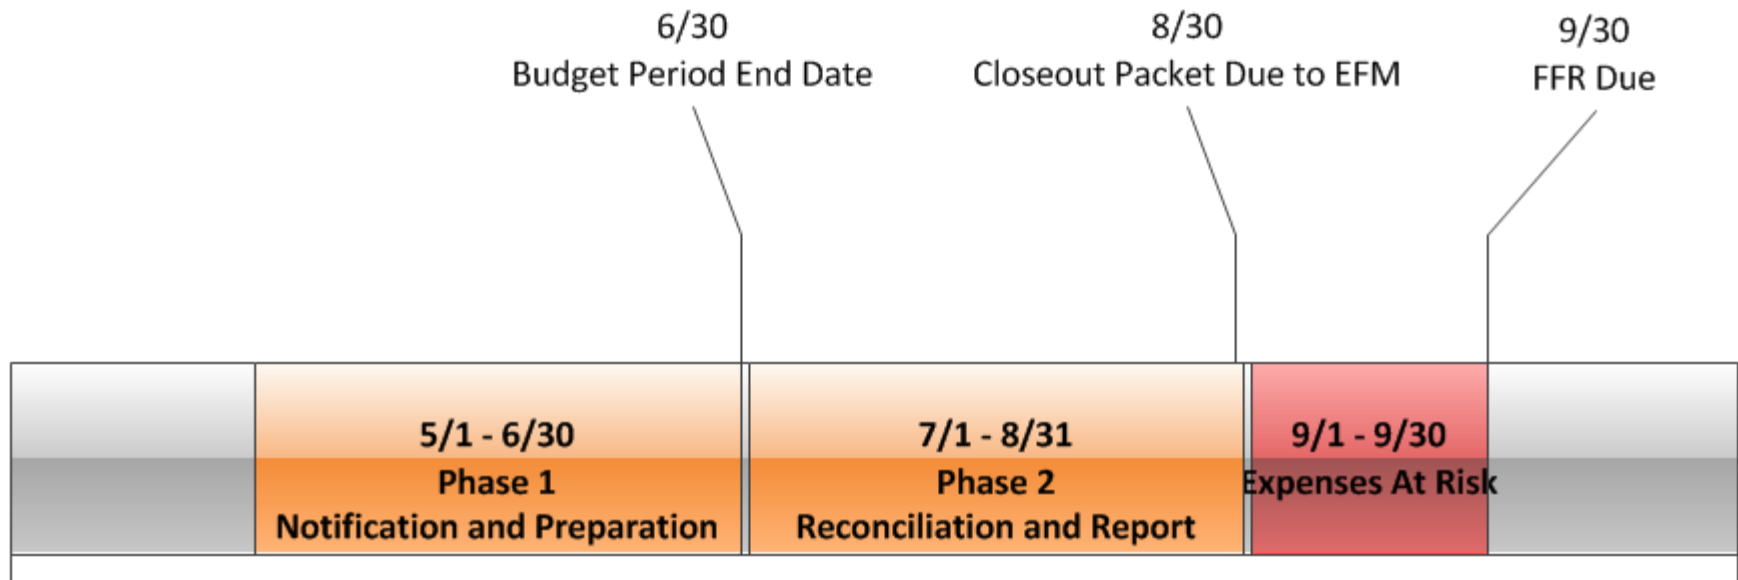 6/30
Budget Period End Date
8/30
Closeout Packet Due to EFM
9/30
FFR Due
5/1 - 6/30
Phase 1
Notification and Preparation
7/1 - 8/31
Phase 2
Reconciliation and Report
9/1 - 9/30
Expenses At Risk